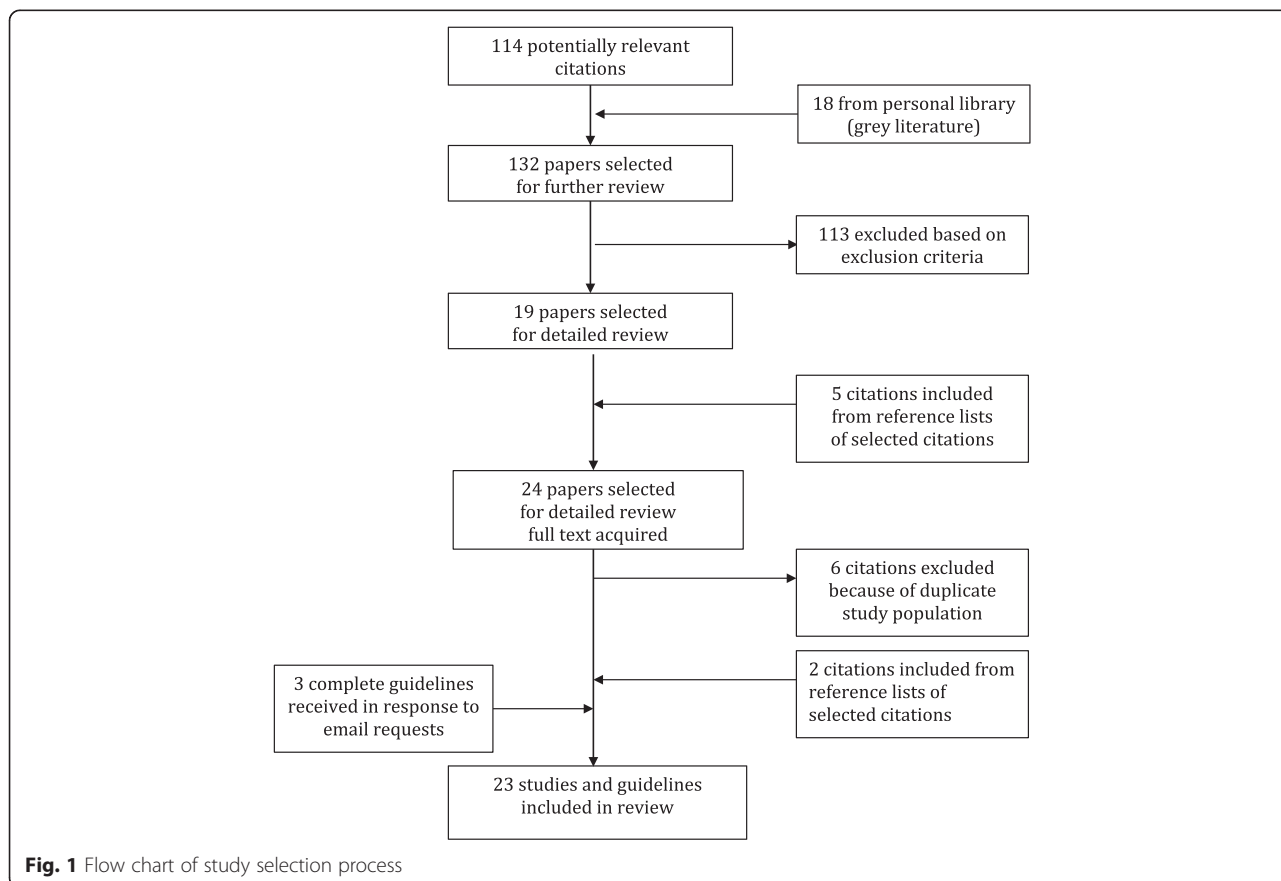 114 potentially relevant
citations
18 from personal library
(grey literature)
132 papers selected
for further review
113 excluded based on
exclusion criteria
19 papers selected
for detailed review
5 citations included
from reference lists
of selected citations
24 papers selected
for detailed review
full text acquired
6 citations excluded
because of duplicate
study population
3 complete guidelines
received in response to
email requests
2 citations included from
reference lists of
selected citations
23 studies and guidelines
included in review
Fig. 1 Flow chart of study selection process